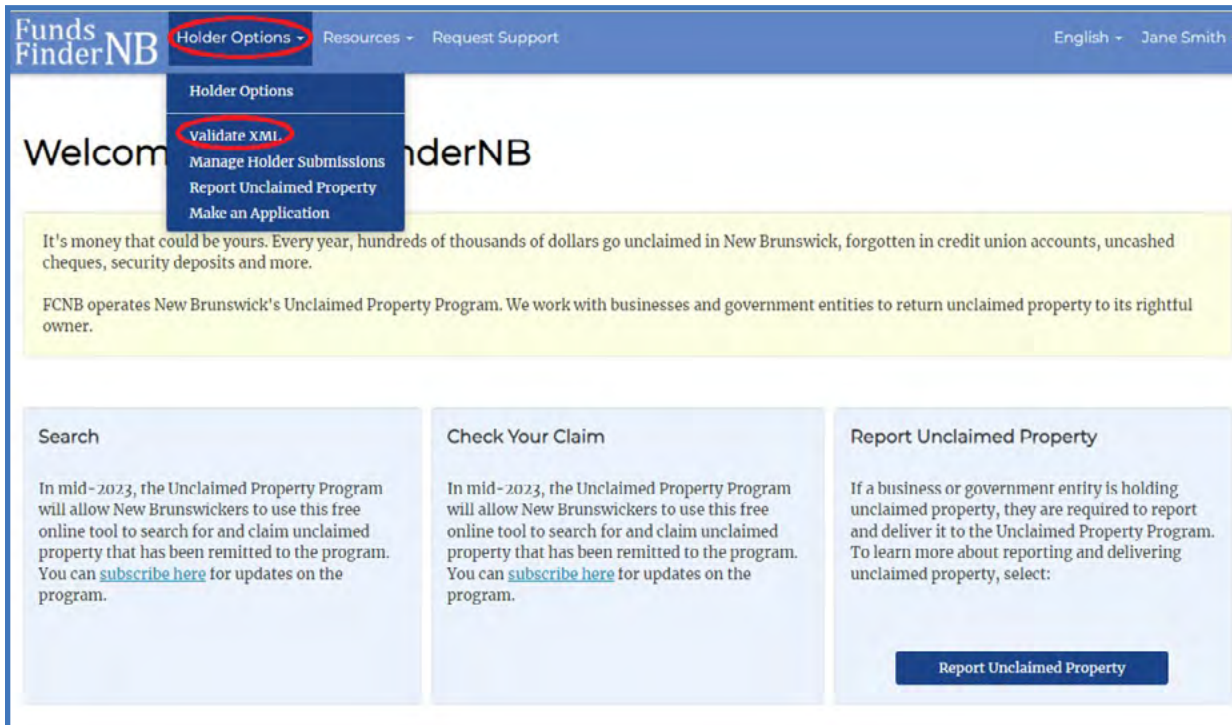 Funds
FinderNB
Holder Options
Resources
Request Support
English
Jane Smith
Holder Options
Validate XML
Manage Holder Submissions
Report Unclaimed Property
Make an Application
Welcom nderNB
It's money that could be yours. Every year, hundreds of thousands of dollars go unclaimed in New Brunswick, forgotten in credit union accounts, uncashed
cheques, security deposits and more.
FCNB operates New Brunswick's Unclaimed Property Program. We work with businesses and government entities to return unclaimed property to its rightful
owner.
Search
In mid-2023, the Unclaimed Property Program
will allow New Brunswickers to use this free
online tool to search for and claim unclaimed
property that has been remitted to the program.
You can subscribe here for updates on the
program.
Check Your Claim
In mid-2023, the Unclaimed Property Program
will allow New Brunswickers to use this free
online tool to search for and claim unclaimed
property that has been remitted to the program.
You can subscribe here for updates on the
program.
Report Unclaimed Property
If a business or government entity is holding
unclaimed property, they are required to report
and deliver it to the Unclaimed Property Program.
To learn more about reporting and delivering
unclaimed property, select:
Report Unclaimed Property